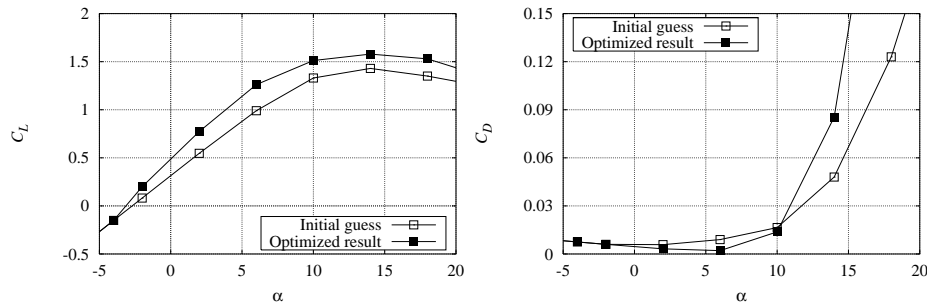 2
1.5
1
0.5
0
-0.5
C_L
-5 0 5 10 15 20
α
Initial guess
Optimized result
0.15
0.12
0.09
0.06
0.03
0
C_D
-5 0 5 10 15 20
α
Initial guess
Optimized result